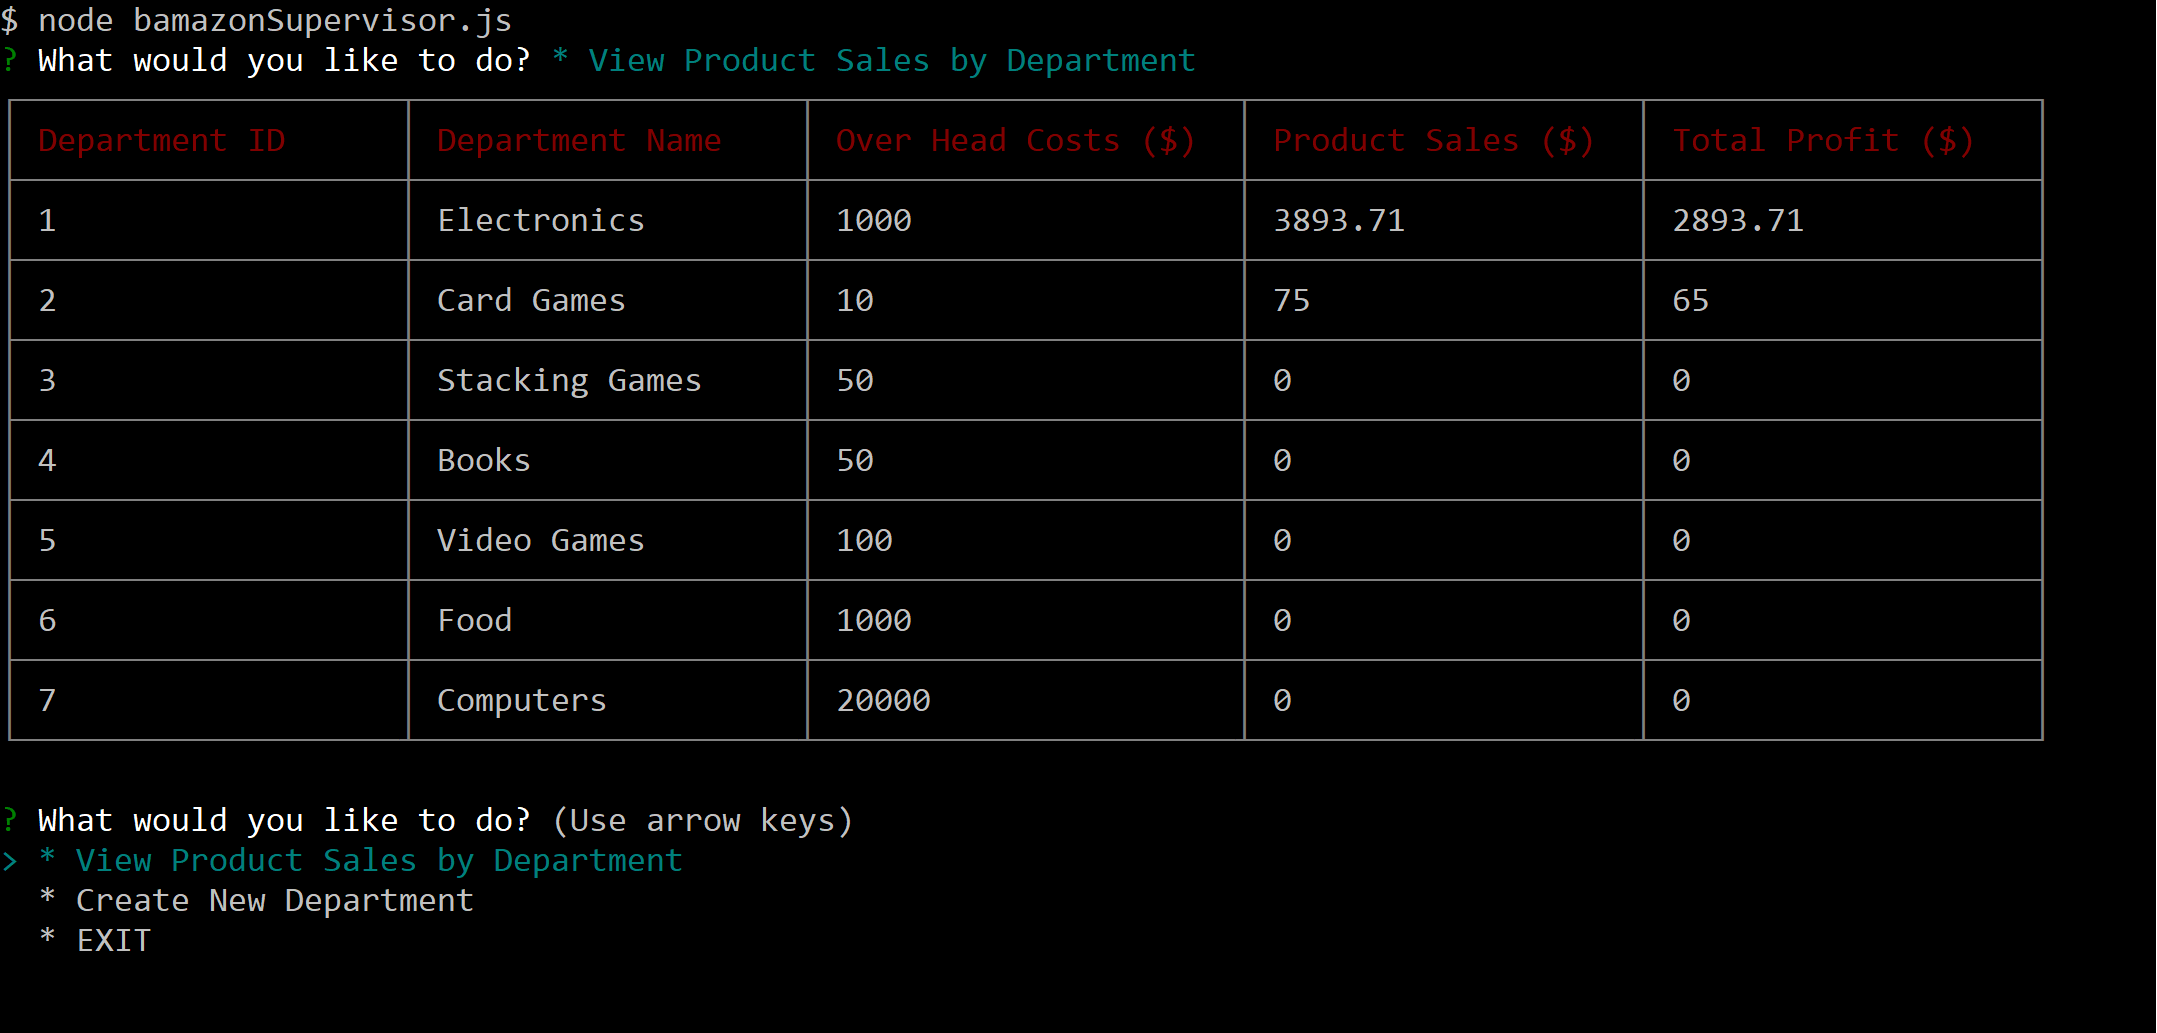 $ node bamazonSupervisor.js
? What would you like to do? * View Product Sales by Department
Department ID Department Name Over Head Costs ($) Product Sales ($) Total Profit ($)
1 Electronics 1000 3893.71 2893.71
2 Card Games 10 75 65
3 Stacking Games 50 0 0
4 Books 50 0 0
5 Video Games 100 0 0
6 Food 1000 0 0
7 Computers 20000 0 0
? What would you like to do? (Use arrow keys)
> * View Product Sales by Department
* Create New Department
* EXIT